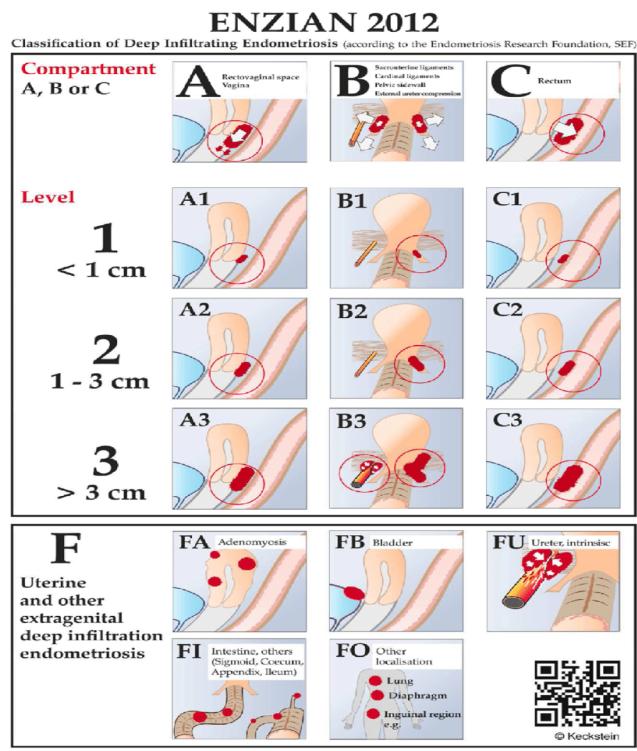 ENZIAN 2012
Classification of Deep Infiltrating Endometriosis (according to the Endometriosis Research Foundation, SEF)
Compartment
A, B or C
A
Rectovaginal space
Vagina
B
Sacrouterine ligaments
Cardinal ligaments
Pelvic sidewall
External ureter compression
C
Rectum
Level
1
< 1 cm
A1
B1
C1
2
1 - 3 cm
A2
B2
C2
3
> 3 cm
A3
B3
C3
F
Uterine
and other
extragenital
deep infiltration
endometriosis
FA Adenomyosis
FB Bladder
FU Ureter, intrinsisc
FI Intestine, others
(Sigmoid, Coecum,
Appendix, Ileum)
FO Other
localisation
Lung
Diaphragm
Inguinal region
e.g.
© Keckstein